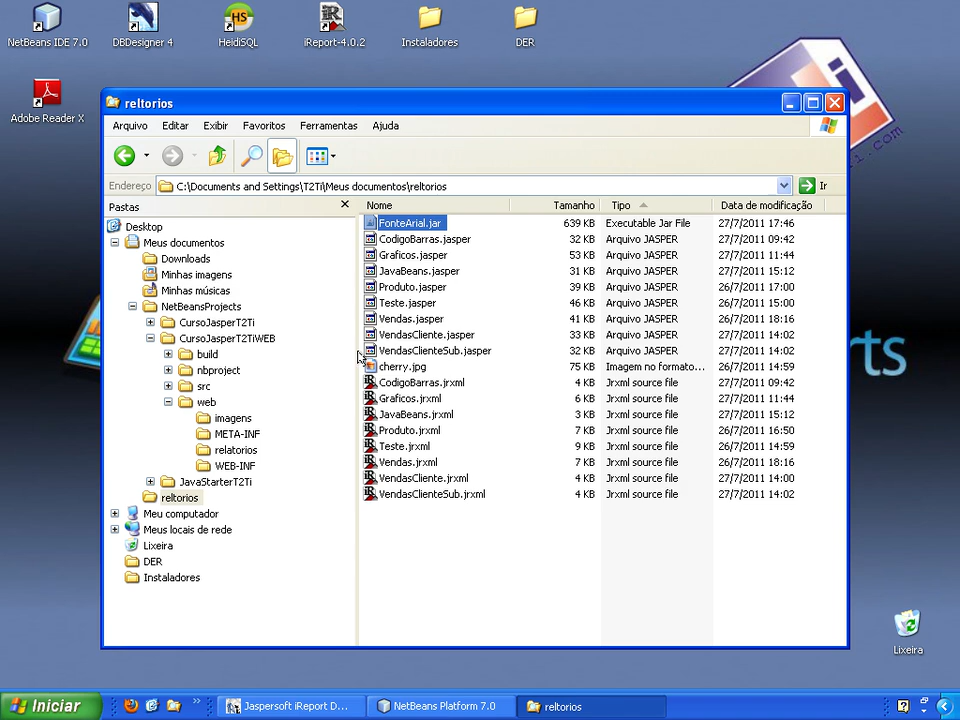 NetBeans IDE 7.0
DBDesigner 4
HeidiSQL
iReport-4.0.2
Instaladores
DER
Adobe Reader X
reltorios
Arquivo Editar Exibir Favoritos Ferramentas Ajuda
Endereço C:\Documents and Settings\T2Ti\Meus documentos\reltorios Ir
Pastas
Desktop
Meus documentos
Downloads
Minhas imagens
Minhas músicas
NetBeansProjects
CursoJasperT2Ti
CursoJasperT2TiWEB
build
nbproject
src
web
imagens
META-INF
relatorios
WEB-INF
JavaStarterT2Ti
reltorios
Meu computador
Meus locais de rede
Lixeira
DER
Instaladores
Nome Tamanho Tipo Data de modificação
FonteArial.jar 639 KB Executable Jar File 27/7/2011 17:46
CodigoBarras.jasper 32 KB Arquivo JASPER 27/7/2011 09:42
Graficos.jasper 53 KB Arquivo JASPER 27/7/2011 11:44
JavaBeans.jasper 31 KB Arquivo JASPER 27/7/2011 15:12
Produto.jasper 39 KB Arquivo JASPER 26/7/2011 17:00
Teste.jasper 46 KB Arquivo JASPER 26/7/2011 15:00
Vendas.jasper 41 KB Arquivo JASPER 26/7/2011 18:16
VendasCliente.jasper 33 KB Arquivo JASPER 27/7/2011 14:02
VendasClienteSub.jasper 32 KB Arquivo JASPER 27/7/2011 14:02
cherry.jpg 75 KB Imagem no formato... 26/7/2011 14:59
CodigoBarras.jrxml 4 KB Jrxml source file 27/7/2011 09:42
Graficos.jrxml 6 KB Jrxml source file 27/7/2011 11:44
JavaBeans.jrxml 3 KB Jrxml source file 27/7/2011 15:12
Produto.jrxml 7 KB Jrxml source file 26/7/2011 16:50
Teste.jrxml 9 KB Jrxml source file 26/7/2011 14:59
Vendas.jrxml 7 KB Jrxml source file 26/7/2011 18:16
VendasCliente.jrxml 4 KB Jrxml source file 27/7/2011 14:00
VendasClienteSub.jrxml 4 KB Jrxml source file 27/7/2011 14:02
rts
Lixeira
Iniciar
Jaspersoft iReport D...
NetBeans Platform 7.0
reltorios